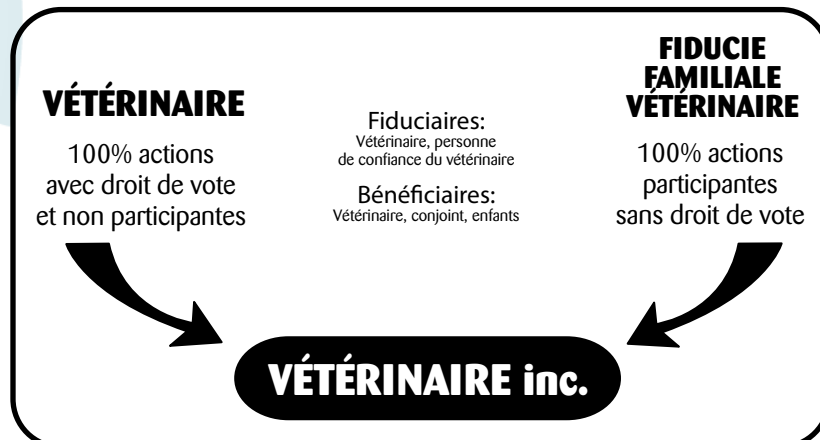 VÉTÉRINAIRE
100% actions
avec droit de vote
et non participantes
Fiduciaires:
Vétérinaire, personne
de confiance du vétérinaire
Bénéficiaires:
Vétérinaire, conjoint, enfants
FIDUCIE
FAMILIALE
VÉTÉRINAIRE
100% actions
participantes
sans droit de vote
VÉTÉRINAIRE inc.